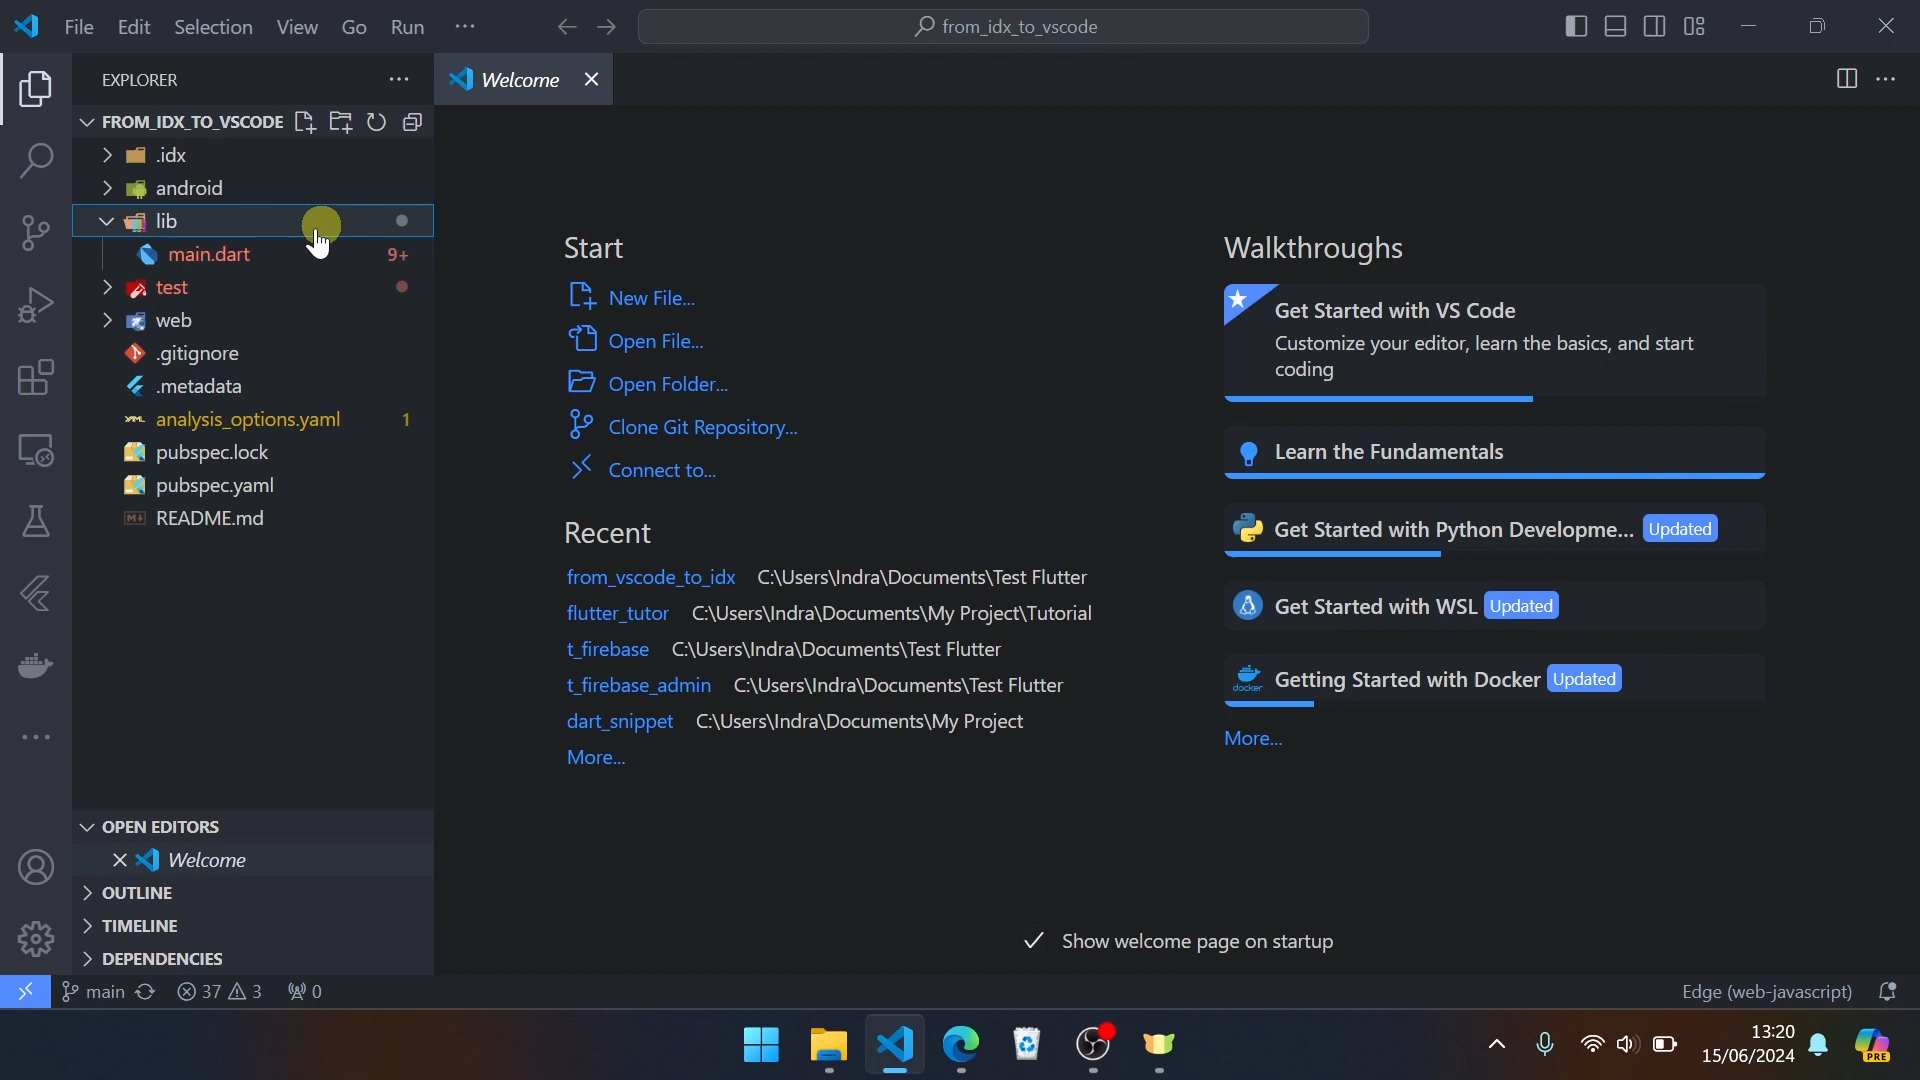 File Edit Selection View Go Run
from_idx_to_vscode
EXPLORER
Welcome
FROM_IDX_TO_VSCODE
.idx
android
lib
main.dart 9+
test
web
.gitignore
.metadata
analysis_options.yaml 1
pubspec.lock
pubspec.yaml
README.md
OPEN EDITORS
Welcome
OUTLINE
TIMELINE
DEPENDENCIES
Start
New File...
Open File...
Open Folder...
Clone Git Repository...
Connect to...
Recent
from_vscode_to_idx C:\Users\Indra\Documents\Test Flutter
flutter_tutor C:\Users\Indra\Documents\My Project\Tutorial
t_firebase C:\Users\Indra\Documents\Test Flutter
t_firebase_admin C:\Users\Indra\Documents\Test Flutter
dart_snippet C:\Users\Indra\Documents\My Project
More...
Walkthroughs
Get Started with VS Code
Customize your editor, learn the basics, and start
coding
Learn the Fundamentals
Get Started with Python Developme... Updated
Get Started with WSL Updated
docker
Getting Started with Docker Updated
More...
Show welcome page on startup
main 37 3 0
Edge (web-javascript)
13:20
15/06/2024
PRE